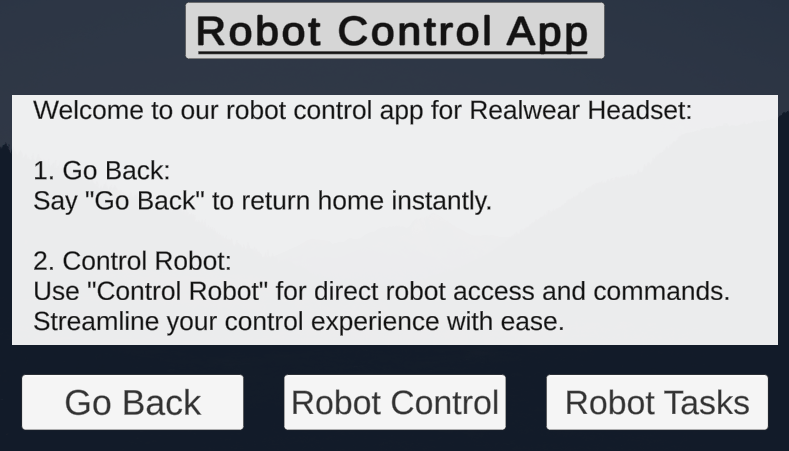 Robot Control App
Welcome to our robot control app for Realwear Headset:
1. Go Back:
Say "Go Back" to return home instantly.
2. Control Robot:
Use "Control Robot" for direct robot access and commands.
Streamline your control experience with ease.
Go Back
Robot Control
Robot Tasks